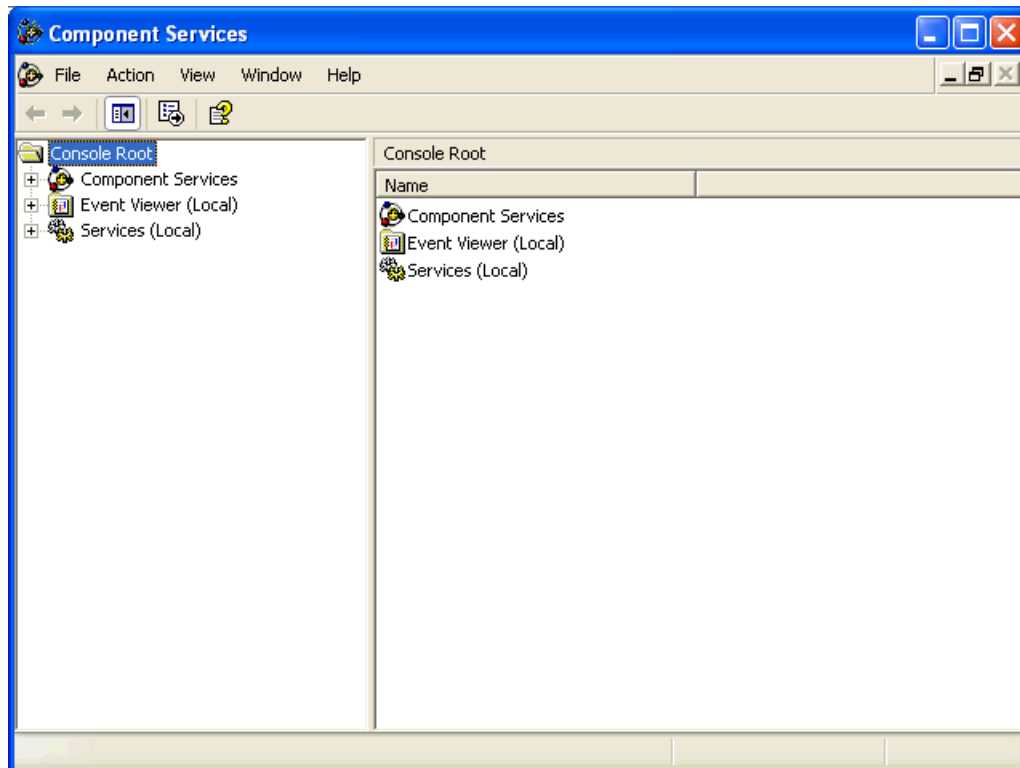 Component Services
File Action View Window Help
Console Root
Component Services
Event Viewer (Local)
Services (Local)
Console Root
Name
Component Services
Event Viewer (Local)
Services (Local)